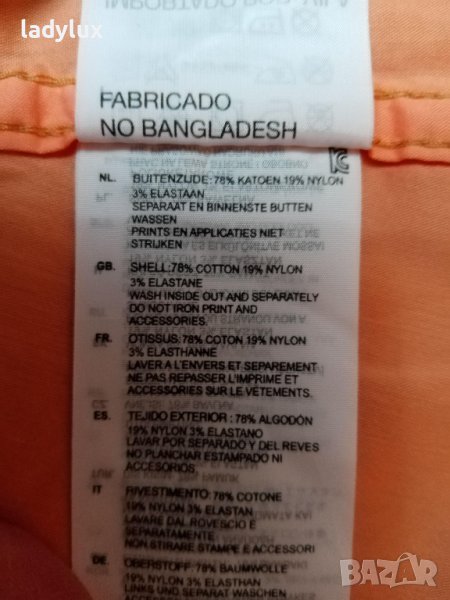 ladylux
FABRICADO
NO BANGLADESH
NL. BUITENZIJDE: 78% KATOEN 19% NYLON
3% ELASTAAN
SEPARAAT EN BINNENSTE BUTTEN
WASSEN
PRINTS EN APPLICATIES NIET
STRIJKEN
GB. SHELL:78% COTTON 19% NYLON
3% ELASTANE
WASH INSIDE OUT AND SEPARATELY
DO NOT IRON PRINT AND
ACCESSORIES.
FR. OTISSUS:78% COTON 19% NYLON
3% ELASTHANNE
LAVER A L'ENVERS ET SEPAREMENT
NE PAS REPASSER L'IMPRIME ET
ACCESSORIES SUR LE VETEMENTS.
ES. TEJIDO EXTERIOR : 78% ALGODÓN
19% NYLON 3% ELASTANO
LAVAR POR SEPARADO Y DEL REVES
NO PLANCHAR ESTAMPADO NI
ACCESORIOS
IT RIVESTIMENTO: 78% COTONE
19% NYLON 3% ELASTAN
LAVARE DAL ROVESCIO E
SEPARATAMENTE
NON STIRARE STAMPE E ACCESSORI
DE OBERSTOFF: 78% BAUMWOLLE
19% NYLON 3% ELASTHAN
LINKS UND SEPARAT WASCHEN
BAZAR